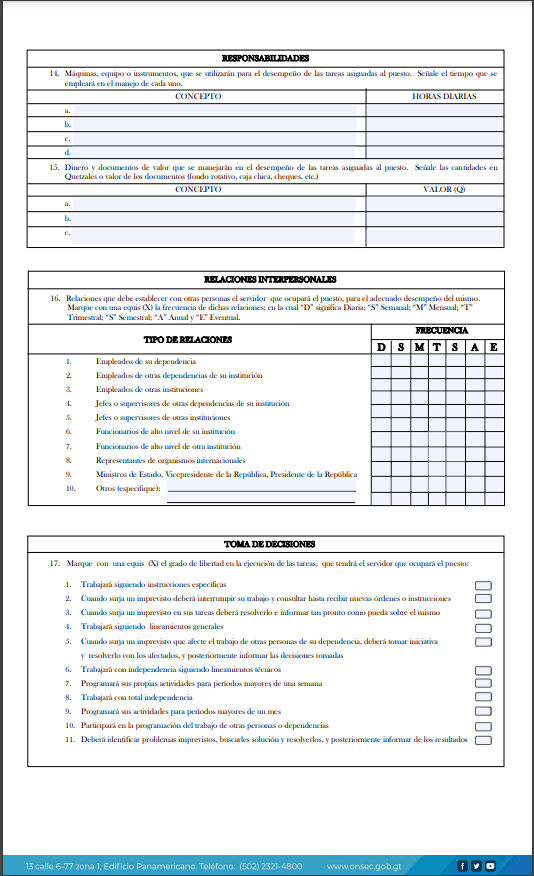 RESPONSABILIDADES
14. Máquinas, equipo o instrumentos, que se utilizarán para el desempeño de las tareas asignadas al puesto. Señale el tiempo que se
empleará en el manejo de cada uno.
CONCEPTO HORAS DIARIAS
a.
b.
c.
d.
15. Dinero y documentos de valor que se manejarán en el desempeño de las tareas asignadas al puesto. Señale las cantidades en
Quetzales o valor de los documentos (fondo rotativo, caja chica, cheques, etc.)
CONCEPTO VALOR (Q)
a.
b.
c.
RELACIONES INTERPERSONALES
16. Relaciones que debe establecer con otras personas el servidor que ocupará el puesto, para el adecuado desempeño del mismo.
Marque con una equis (X) la frecuencia de dichas relaciones; en la cual “D” significa Diaria; “S” Semanal; “M” Mensual; “T”
Trimestral; “S” Semestral; “A” Anual y “E” Eventual.
TIPO DE RELACIONES FRECUENCIA
D S M T S A E
1. Empleados de su dependencia
2. Empleados de otras dependencias de su institución
3. Empleados de otras instituciones
4. Jefes o supervisores de otras dependencias de su institución
5. Jefes o supervisores de otras instituciones
6. Funcionarios de alto nivel de su institución
7. Funcionarios de alto nivel de otra institución
8. Representantes de organismos internacionales
9. Ministros de Estado, Vicepresidente de la República, Presidente de la República
10. Otros (especifique):
TOMA DE DECISIONES
17. Marque con una equis (X) el grado de libertad en la ejecución de las tareas, que tendrá el servidor que ocupará el puesto:
1. Trabajará siguiendo instrucciones específicas
2. Cuando surja un imprevisto deberá interrumpir su trabajo y consultar hasta recibir nuevas órdenes o instrucciones
3. Cuando surja un imprevisto en sus tareas deberá resolverlo e informar tan pronto como pueda sobre el mismo
4. Trabajará siguiendo lineamientos generales
5. Cuando surja un imprevisto que afecte el trabajo de otras personas de su dependencia, deberá tomar iniciativa
y resolverlo con los afectados, y posteriormente informar las decisiones tomadas
6. Trabajará con independencia siguiendo lineamientos técnicos
7. Programará sus propias actividades para períodos mayores de una semana
8. Trabajará con total independencia
9. Programará sus actividades para períodos mayores de un mes
10. Participará en la programación del trabajo de otras personas o dependencias
11. Deberá identificar problemas imprevistos, buscarles solución y resolverlos, y posteriormente informar de los resultados
13 calle 6-77 zona 1, Edificio Panamericano. Teléfono: (502) 2321-4800 www.onsec.gob.gt